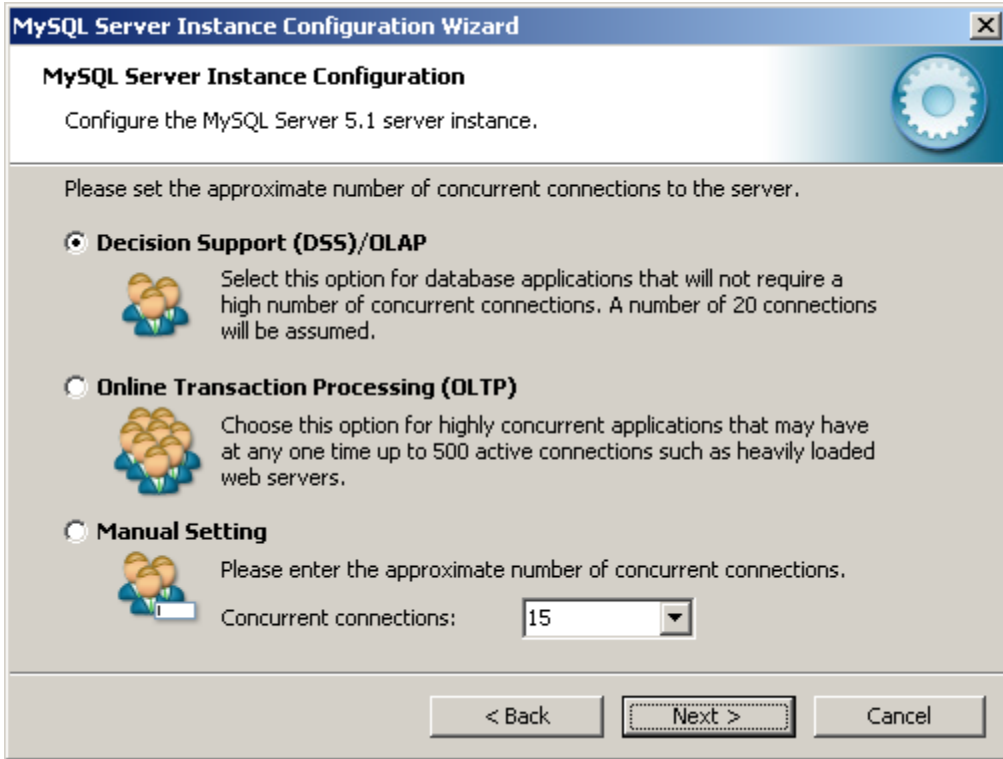 MySQL Server Instance Configuration Wizard
MySQL Server Instance Configuration
Configure the MySQL Server 5.1 server instance.
Please set the approximate number of concurrent connections to the server.
Decision Support (DSS)/OLAP
Select this option for database applications that will not require a
high number of concurrent connections. A number of 20 connections
will be assumed.
Online Transaction Processing (OLTP)
Choose this option for highly concurrent applications that may have
at any one time up to 500 active connections such as heavily loaded
web servers.
Manual Setting
Please enter the approximate number of concurrent connections.
Concurrent connections: 15
< Back Next > Cancel